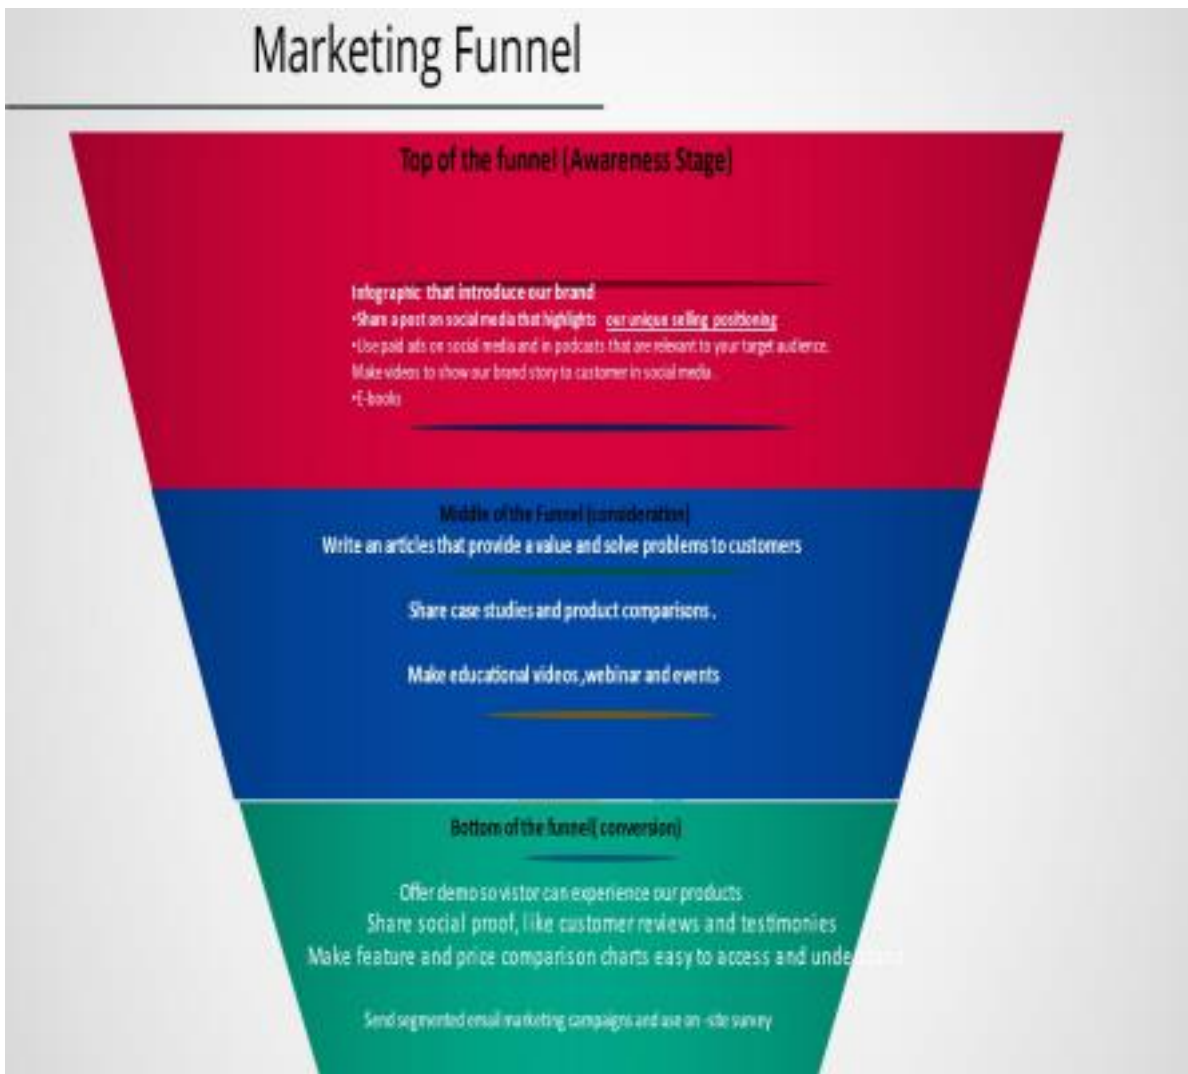 Marketing Funnel
Top of the funnel (Awareness Stage)
Infographic that introduce our brand
•Share a post on social media that highlights our unique selling positioning
•Use paid ads on social media and in podcasts that are relevant to your target audience.
Make videos to show our brand story to customer in social media.
•E-books
Middle of the Funnel (consideration)
Write an articles that provide a value and solve problems to customers
Share case studies and product comparisons .
Make educational videos ,webinar and events
Bottom of the funnel( conversion)
Offer demo so vistor can experience our products
Share social proof, like customer reviews and testimonies
Make feature and price comparison charts easy to access and understand
Send segmented email marketing campaigns and use on -site survey